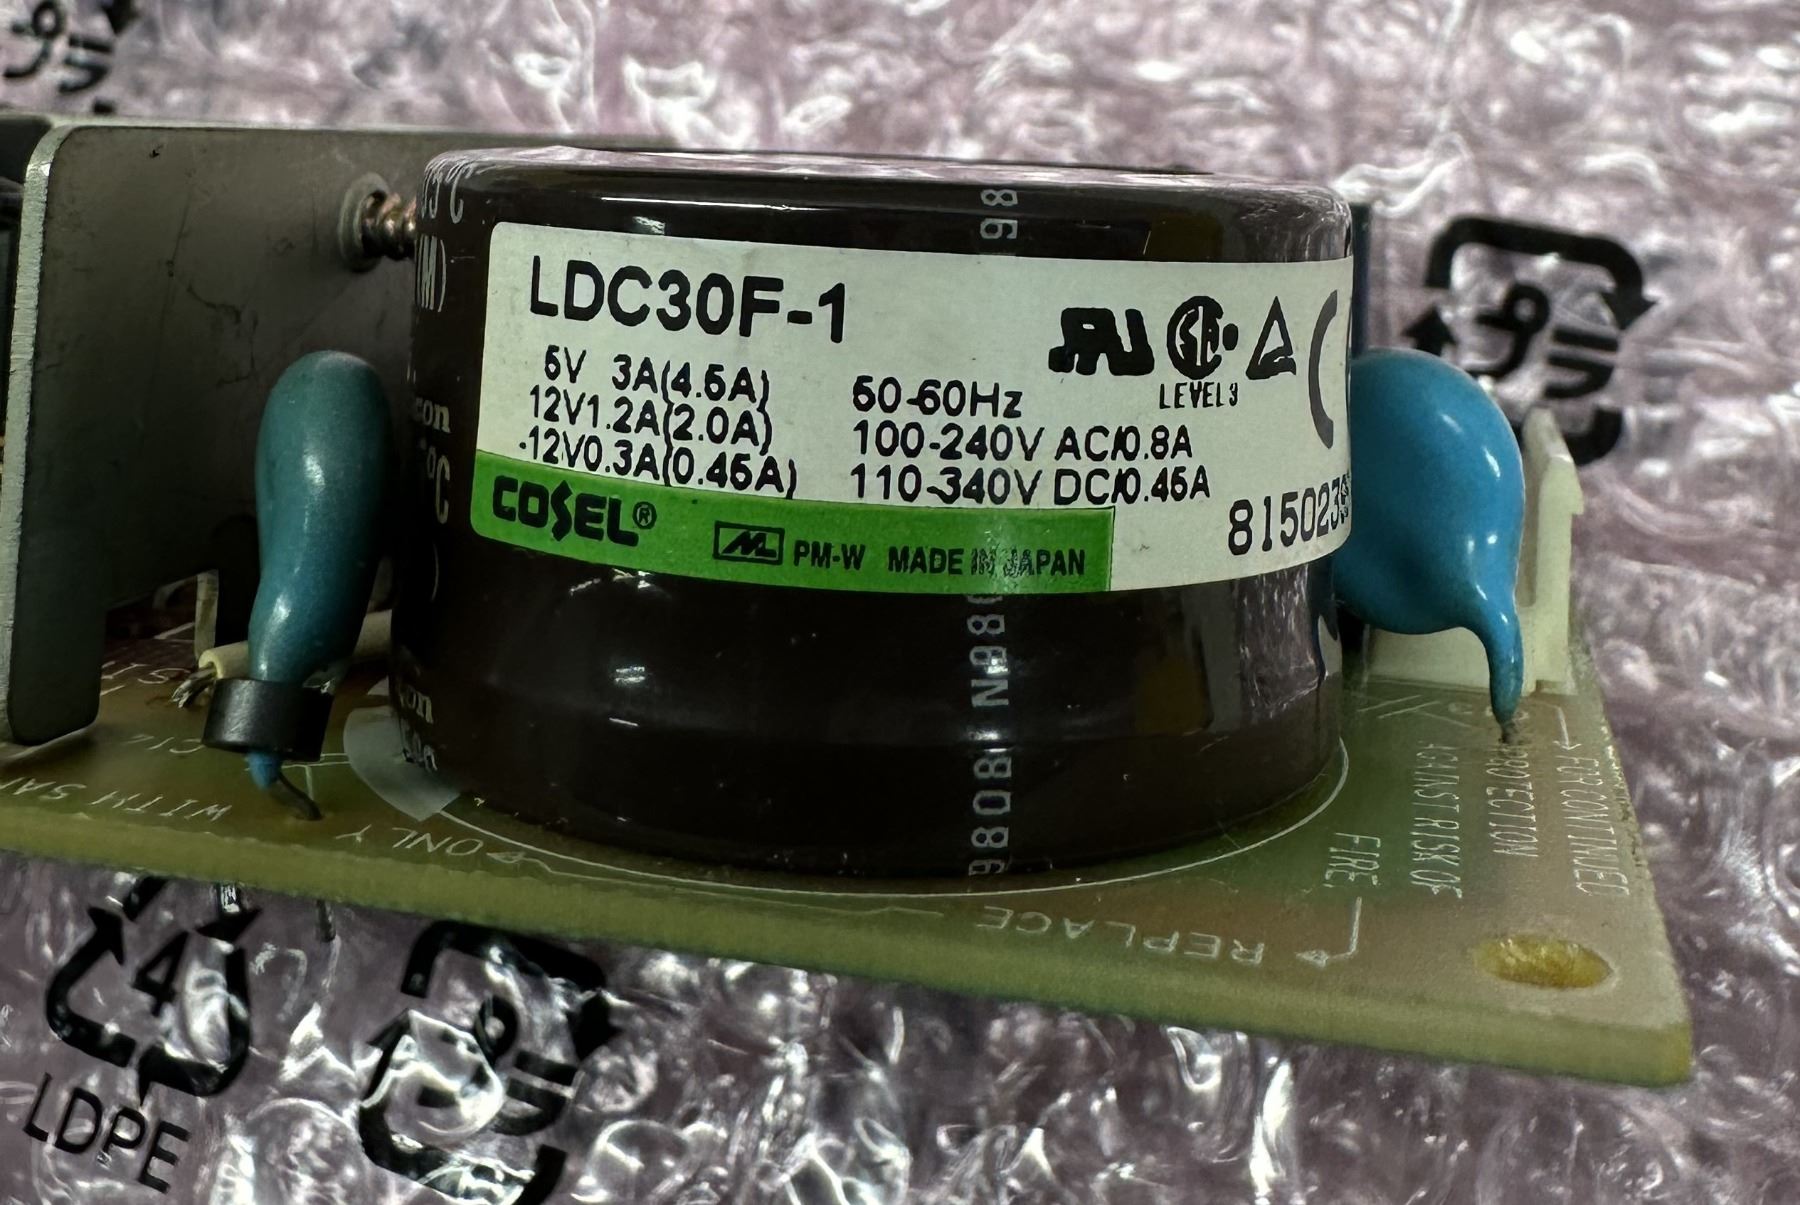 LDC30F-1
5V 3A(4.5A)
12V1.2A(2.0A)
-12V0.3A(0.45A)
50-60Hz
100-240V AC/0.8A
110-340V DC/0.45A
LEVEL 3
COSEL®
PM-W MADE IN JAPAN
815023
98
ONLY
WITH
REPLACE
FIRE.
AGAINST RISK OF
PROTECTION
FOR CONTINUED
4
LDPE